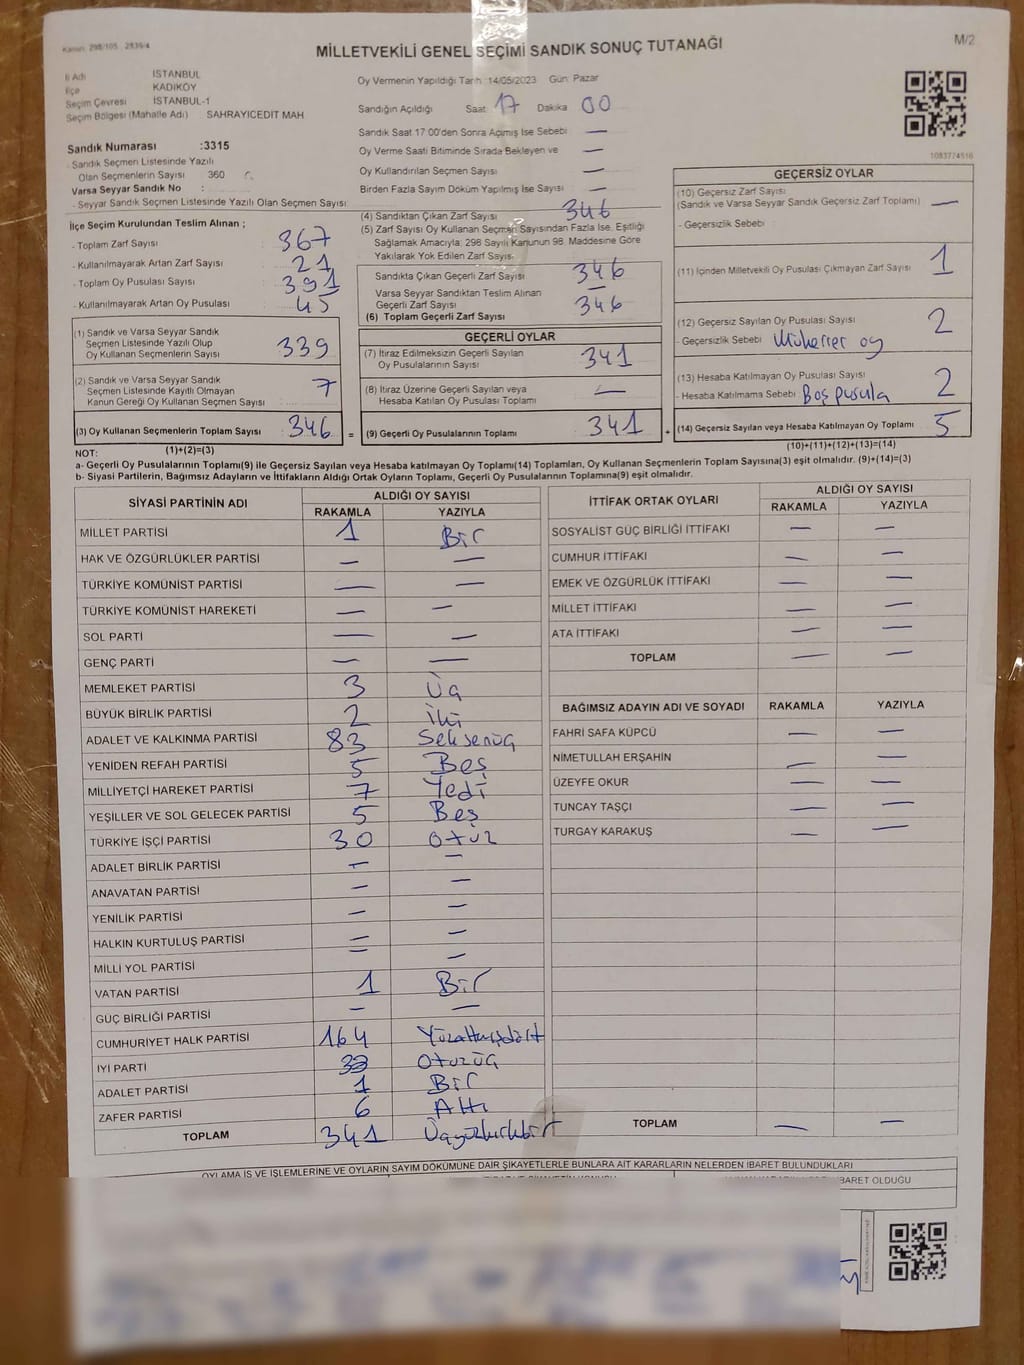 Kanun: 298/105, 2839/4
M/2
MİLLETVEKİLİ GENEL SEÇİMİ SANDIK SONUÇ TUTANAĞI
İl Adı İSTANBUL
İlçe KADIKÖY
Seçim Çevresi İSTANBUL-1
Seçim Bölgesi (Mahalle Adı) SAHRAYICEDİT MAH
Sandık Numarası :3315
- Sandık Seçmen Listesinde Yazılı
Olan Seçmenlerin Sayısı 360
Varsa Seyyar Sandık No :
- Seyyar Sandık Seçmen Listesinde Yazılı Olan Seçmen Sayısı
Oy Vermenin Yapıldığı Tarih :14/05/2023 Gün: Pazar
Sandığın Açıldığı Saat 17 Dakika 00
Sandık Saat 17:00'den Sonra Açılmış İse Sebebi —
Oy Verme Saati Bitiminde Sırada Bekleyen ve —
Oy Kullandırılan Seçmen Sayısı —
Birden Fazla Sayım Döküm Yapılmış İse Sayısı —
1083774516
İlçe Seçim Kurulundan Teslim Alınan ;
- Toplam Zarf Sayısı 367
- Kullanılmayarak Artan Zarf Sayısı : 21
- Toplam Oy Pusulası Sayısı : 391
- Kullanılmayarak Artan Oy Pusulası : 45
(1) Sandık ve Varsa Seyyar Sandık
Seçmen Listesinde Yazılı Olup
Oy Kullanan Seçmenlerin Sayısı : 339
(2) Sandık ve Varsa Seyyar Sandık
Seçmen Listesinde Kayıtlı Olmayan
Kanun Gereği Oy Kullanan Seçmen Sayısı : 7
(3) Oy Kullanan Seçmenlerin Toplam Sayısı : 346 =
(4) Sandıktan Çıkan Zarf Sayısı 346
(5) Zarf Sayısı Oy Kullanan Seçmen Sayısından Fazla İse, Eşitliği
Sağlamak Amacıyla; 298 Sayılı Kanunun 98. Maddesine Göre
Yakılarak Yok Edilen Zarf Sayısı
Sandıkta Çıkan Geçerli Zarf Sayısı 346
Varsa Seyyar Sandıktan Teslim Alınan
Geçerli Zarf Sayısı —
(6) Toplam Geçerli Zarf Sayısı 346
GEÇERLİ OYLAR
(7) İtiraz Edilmeksizin Geçerli Sayılan
Oy Pusulalarının Sayısı 341
(8) İtiraz Üzerine Geçerli Sayılan veya
Hesaba Katılan Oy Pusulası Toplamı —
(9) Geçerli Oy Pusulalarının Toplamı 341 +
GEÇERSİZ OYLAR
(10) Geçersiz Zarf Sayısı
(Sandık ve Varsa Seyyar Sandık Geçersiz Zarf Toplamı) —
- Geçersizlik Sebebi :
(11) İçinden Milletvekili Oy Pusulası Çıkmayan Zarf Sayısı 1
(12) Geçersiz Sayılan Oy Pusulası Sayısı 2
- Geçersizlik Sebebi Mükerrer oy
(13) Hesaba Katılmayan Oy Pusulası Sayısı 2
- Hesaba Katılmama Sebebi Boş pusula
(14) Geçersiz Sayılan veya Hesaba Katılmayan Oy Toplamı 5
NOT: (1)+(2)=(3) (10)+(11)+(12)+(13)=(14)
a- Geçerli Oy Pusulalarının Toplamı(9) ile Geçersiz Sayılan veya Hesaba katılmayan Oy Toplamı(14) Toplamları, Oy Kullanan Seçmenlerin Toplam Sayısına(3) eşit olmalıdır. (9)+(14)=(3)
b- Siyasi Partilerin, Bağımsız Adayların ve İttifakların Aldığı Ortak Oyların Toplamı, Geçerli Oy Pusulalarının Toplamına(9) eşit olmalıdır.
SİYASİ PARTİNİN ADI ALDIĞI OY SAYISI
RAKAMLA YAZIYLA
MİLLET PARTİSİ 1 Bir
HAK VE ÖZGÜRLÜKLER PARTİSİ — —
TÜRKİYE KOMÜNİST PARTİSİ — —
TÜRKİYE KOMÜNİST HAREKETİ — —
SOL PARTİ — —
GENÇ PARTİ — —
MEMLEKET PARTİSİ 3 Üç
BÜYÜK BİRLİK PARTİSİ 2 İki
ADALET VE KALKINMA PARTİSİ 83 Seksenüç
YENİDEN REFAH PARTİSİ 5 Beş
MİLLİYETÇİ HAREKET PARTİSİ 7 Yedi
YEŞİLLER VE SOL GELECEK PARTİSİ 5 Beş
TÜRKİYE İŞÇİ PARTİSİ 30 Otuz
ADALET BİRLİK PARTİSİ — —
ANAVATAN PARTİSİ — —
YENİLİK PARTİSİ — —
HALKIN KURTULUŞ PARTİSİ — —
MİLLİ YOL PARTİSİ — —
VATAN PARTİSİ 1 Bir
GÜÇ BİRLİĞİ PARTİSİ — —
CUMHURİYET HALK PARTİSİ 164 Yüzaltmışdört
İYİ PARTİ 33 Otuzüç
ADALET PARTİSİ 1 Bir
ZAFER PARTİSİ 6 Altı
TOPLAM 341 Üçyüzkırkbir
İTTİFAK ORTAK OYLARI ALDIĞI OY SAYISI
RAKAMLA YAZIYLA
SOSYALİST GÜÇ BİRLİĞİ İTTİFAKI — —
CUMHUR İTTİFAKI — —
EMEK VE ÖZGÜRLÜK İTTİFAKI — —
MİLLET İTTİFAKI — —
ATA İTTİFAKI — —
TOPLAM — —
BAĞIMSIZ ADAYIN ADI VE SOYADI RAKAMLA YAZIYLA
FAHRİ SAFA KÜPCÜ — —
NİMETULLAH ERŞAHİN — —
ÜZEYFE OKUR — —
TUNCAY TAŞÇI — —
TURGAY KARAKUŞ — —
TOPLAM — —
OYLAMA İŞ VE İŞLEMLERİNE VE OYLARIN SAYIM DÖKÜMÜNE DAİR ŞİKAYETLERLE BUNLARA AİT KARARLARIN NELERDEN İBARET BULUNDUKLARI
İBARET OLDUĞU